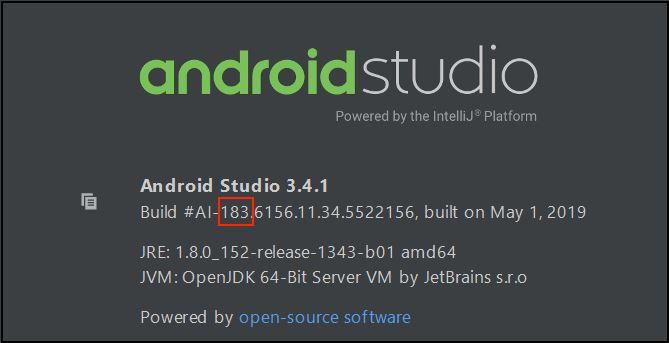 androidstudio
Powered by the IntelliJ® Platform
Android Studio 3.4.1
Build #AI-183.6156.11.34.5522156, built on May 1, 2019
JRE: 1.8.0_152-release-1343-b01 amd64
JVM: OpenJDK 64-Bit Server VM by JetBrains s.r.o
Powered by open-source software